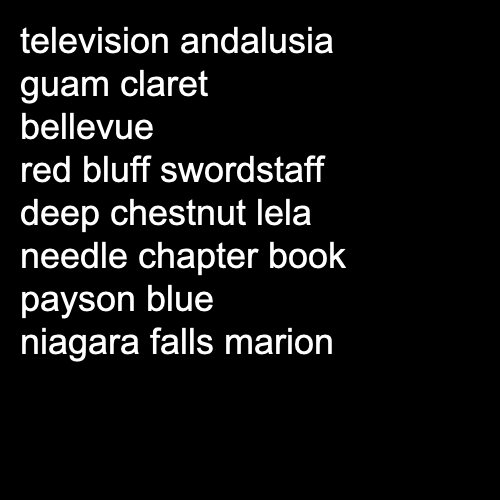 television andalusia
guam claret
bellevue
red bluff swordstaff
deep chestnut lela
needle chapter book
payson blue
niagara falls marion